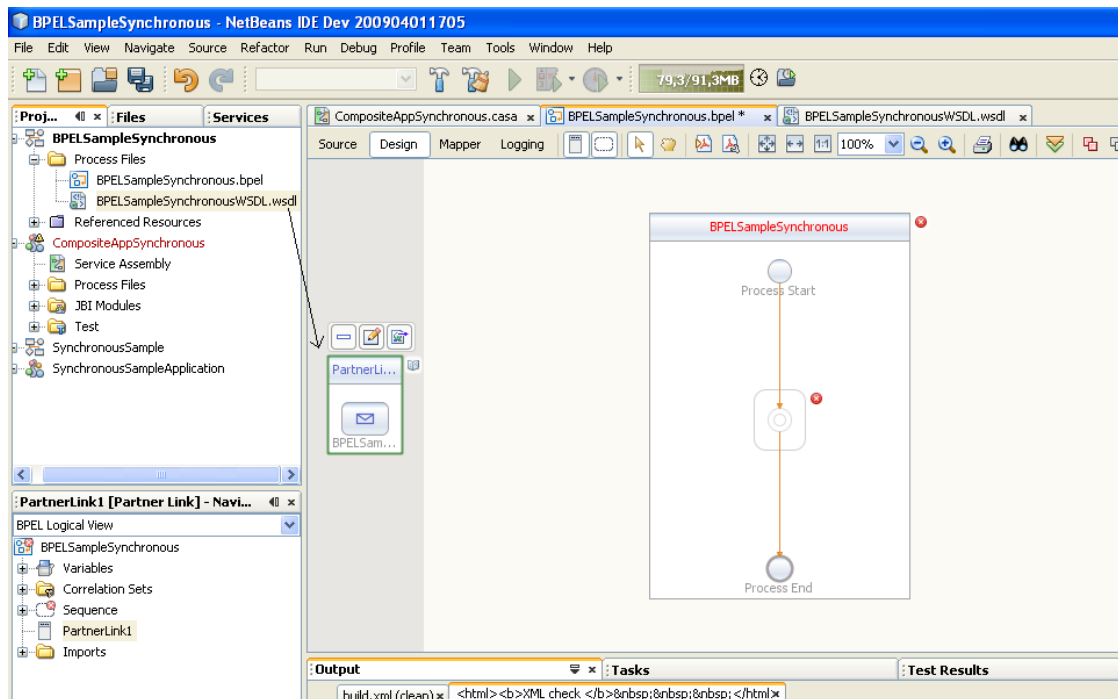 BPELSampleSynchronous - NetBeans IDE Dev 200904011705
File Edit View Navigate Source Refactor Run Debug Profile Team Tools Window Help
79,3/91,3MB
Proj... Files Services
BPELSampleSynchronous
Process Files
BPELSampleSynchronous.bpel
BPELSampleSynchronousWSDL.wsdl
Referenced Resources
CompositeAppSynchronous
Service Assembly
Process Files
JBI Modules
Test
SynchronousSample
SynchronousSampleApplication
PartnerLink1 [Partner Link] - Navi...
BPEL Logical View
BPELSampleSynchronous
Variables
Correlation Sets
Sequence
PartnerLink1
Imports
CompositeAppSynchronous.casa BPELSampleSynchronous.bpel * BPELSampleSynchronousWSDL.wsdl
Source Design Mapper Logging 1:1 100%
PartnerLi...
BPELSam...
BPELSampleSynchronous
Process Start
Process End
Output Tasks Test Results
build.xml (clean) <html><b>XML check </b>&nbsp;&nbsp;&nbsp;</html>